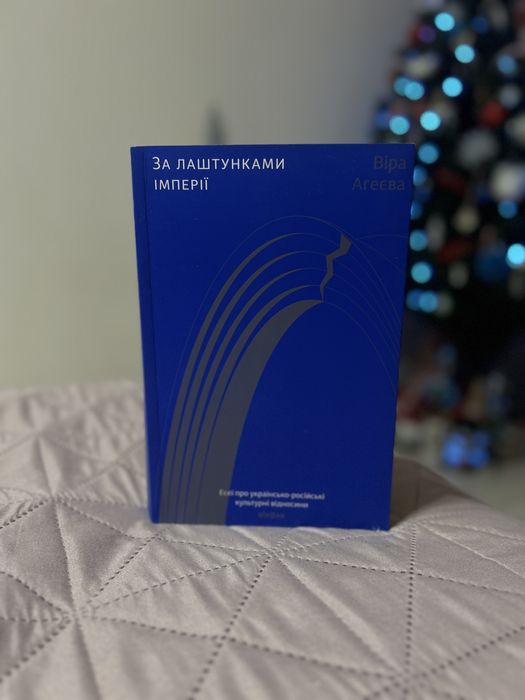 За лаштунками
імперії
Віра
Агеєва
Есеї про українсько-російські
культурні відносини
віхола